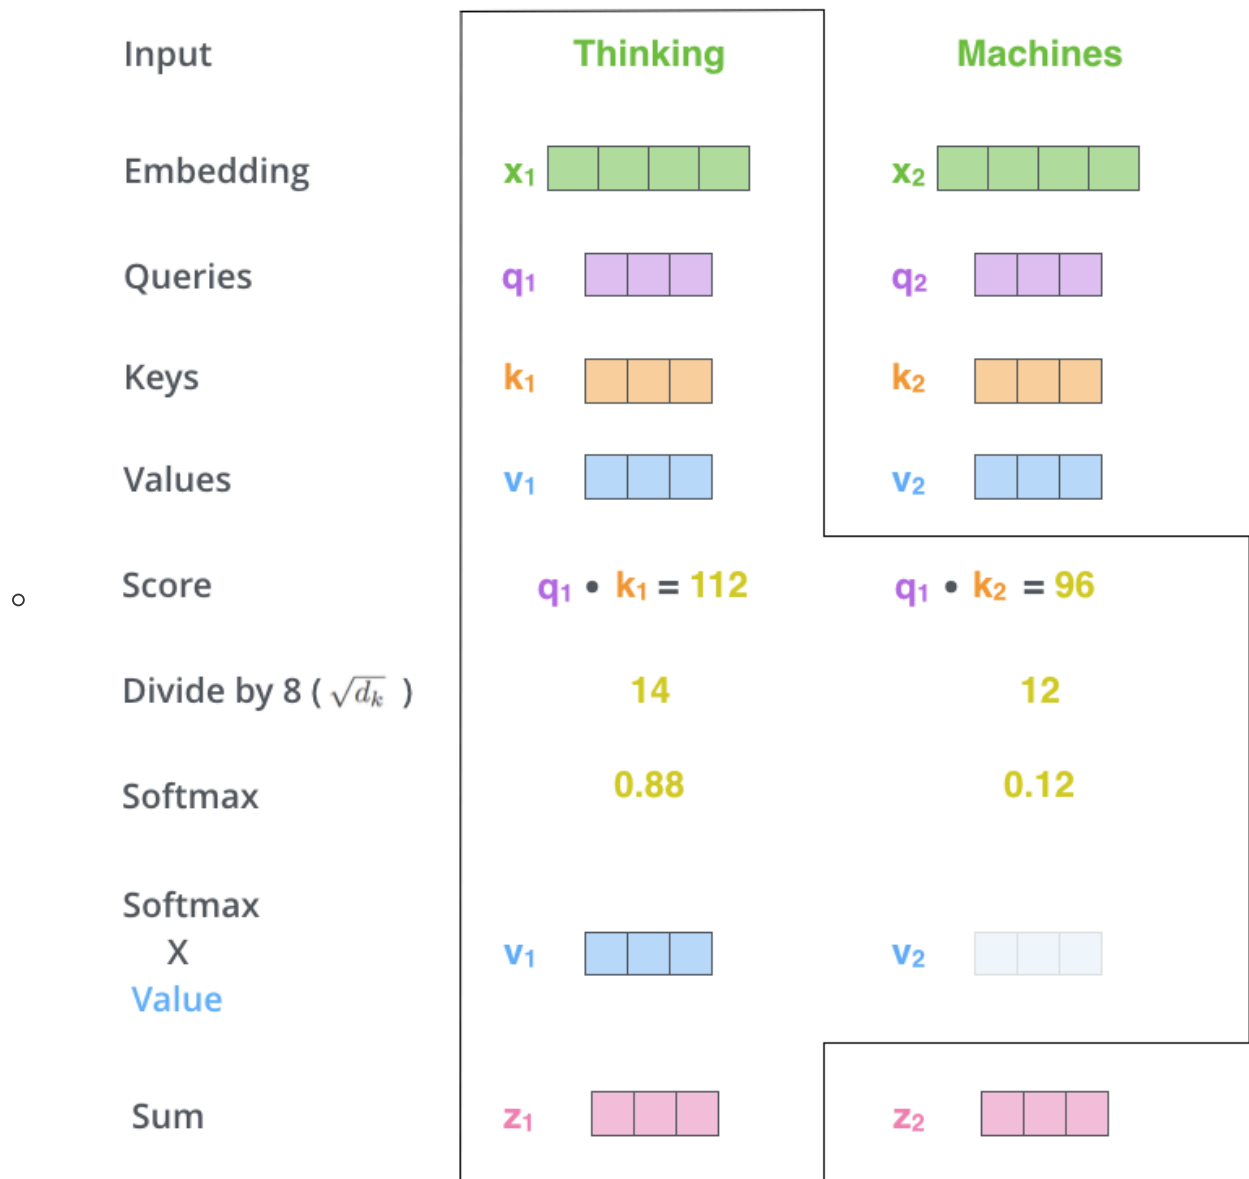 Input Thinking Machines
Embedding x₁ x₂
Queries q₁ q₂
Keys k₁ k₂
Values v₁ v₂
Score q₁ • k₁ = 112 q₁ • k₂ = 96
Divide by 8 ( √dₖ ) 14 12
Softmax 0.88 0.12
Softmax
X
Value v₁ v₂
Sum z₁ z₂